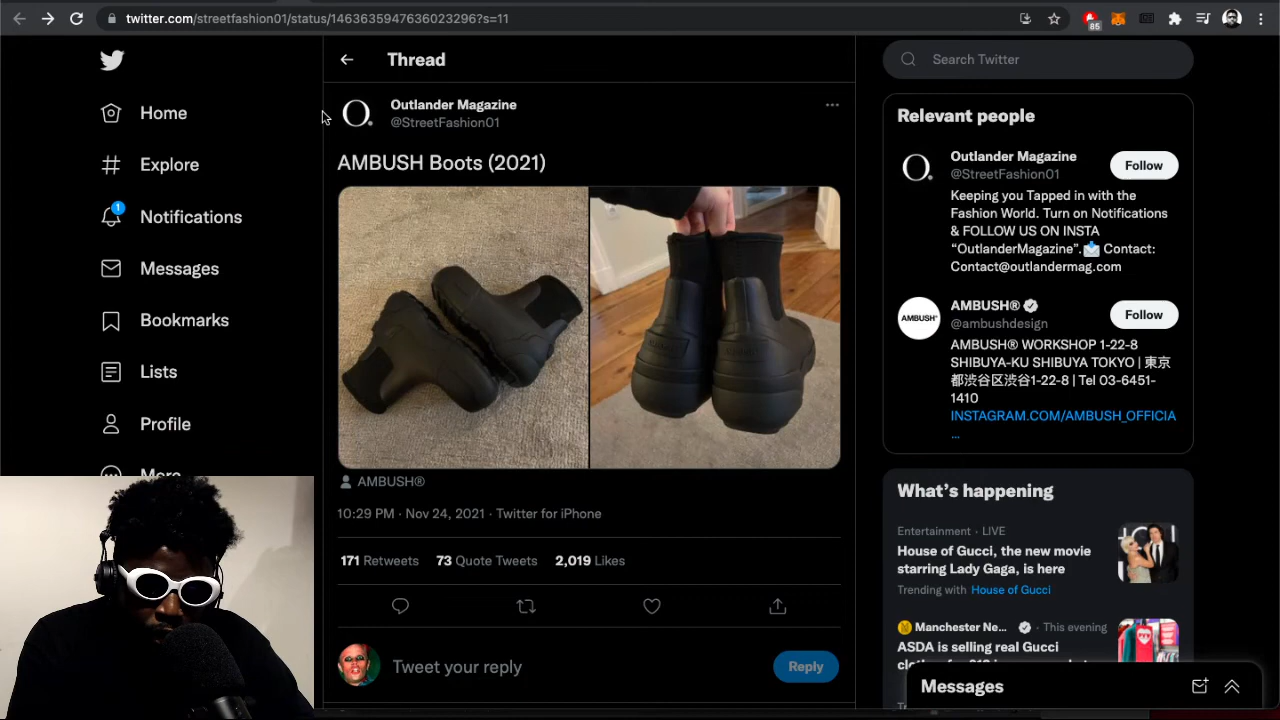 twitter.com/streetfashion01/status/1463635947636023296?s=11
85
Home
Explore
1
Notifications
Messages
Bookmarks
Lists
Profile
More
Thread
Outlander Magazine
@StreetFashion01
AMBUSH Boots (2021)
AMBUSH®
10:29 PM · Nov 24, 2021 · Twitter for iPhone
171 Retweets 73 Quote Tweets 2,019 Likes
Tweet your reply
Reply
Search Twitter
Relevant people
Outlander Magazine
@StreetFashion01
Follow
Keeping you Tapped in with the
Fashion World. Turn on Notifications
& FOLLOW US ON INSTA
“OutlanderMagazine”.📩 Contact:
Contact@outlandermag.com
AMBUSH
AMBUSH®
@ambushdesign
Follow
AMBUSH® WORKSHOP 1-22-8
SHIBUYA-KU SHIBUYA TOKYO | 東京
都渋谷区渋谷1-22-8 | Tel 03-6451-
1410
INSTAGRAM.COM/AMBUSH_OFFICIA
...
What’s happening
Entertainment · LIVE
House of Gucci, the new movie
starring Lady Gaga, is here
Trending with House of Gucci
Manchester Ne... · This evening
ASDA is selling real Gucci
Messages